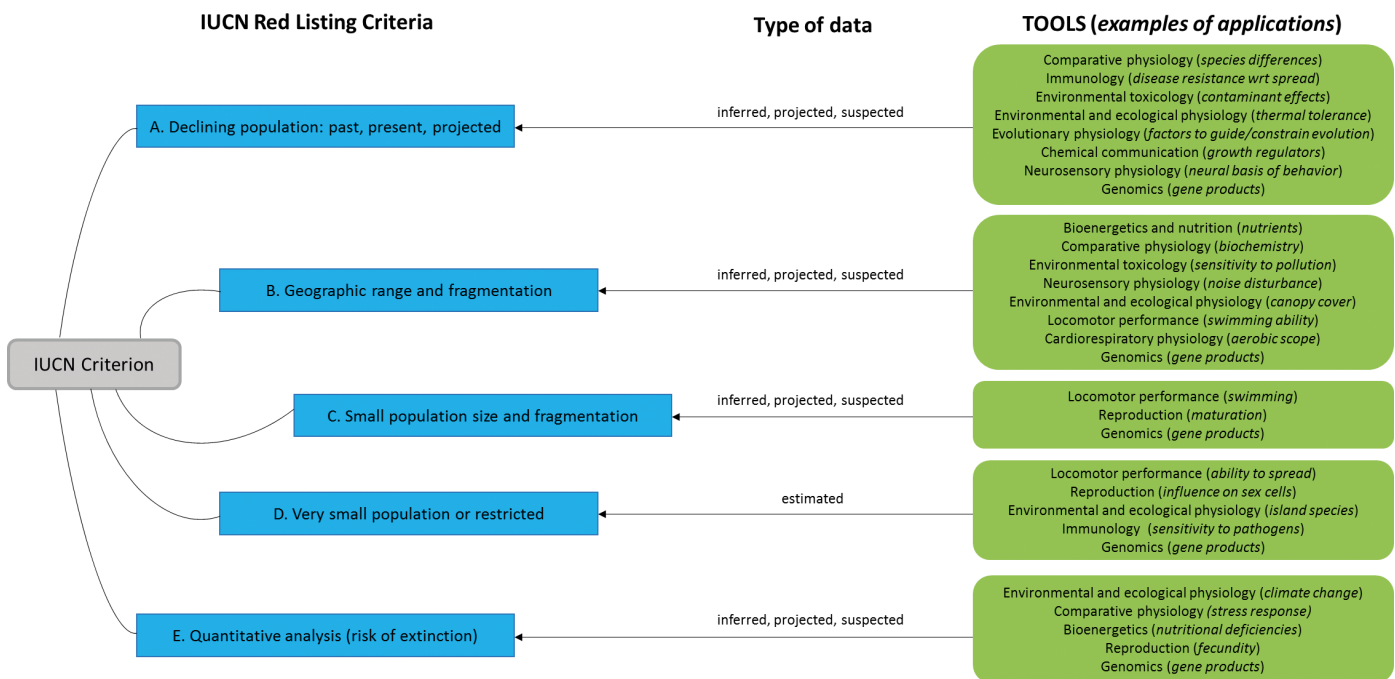 IUCN Red Listing Criteria
Type of data
TOOLS (examples of applications)
IUCN Criterion
A. Declining population: past, present, projected
inferred, projected, suspected
Comparative physiology (species differences)
Immunology (disease resistance wrt spread)
Environmental toxicology (contaminant effects)
Environmental and ecological physiology (thermal tolerance)
Evolutionary physiology (factors to guide/constrain evolution)
Chemical communication (growth regulators)
Neurosensory physiology (neural basis of behavior)
Genomics (gene products)
B. Geographic range and fragmentation
inferred, projected, suspected
Bioenergetics and nutrition (nutrients)
Comparative physiology (biochemistry)
Environmental toxicology (sensitivity to pollution)
Neurosensory physiology (noise disturbance)
Environmental and ecological physiology (canopy cover)
Locomotor performance (swimming ability)
Cardiorespiratory physiology (aerobic scope)
Genomics (gene products)
C. Small population size and fragmentation
inferred, projected, suspected
Locomotor performance (swimming)
Reproduction (maturation)
Genomics (gene products)
D. Very small population or restricted
estimated
Locomotor performance (ability to spread)
Reproduction (influence on sex cells)
Environmental and ecological physiology (island species)
Immunology (sensitivity to pathogens)
Genomics (gene products)
E. Quantitative analysis (risk of extinction)
inferred, projected, suspected
Environmental and ecological physiology (climate change)
Comparative physiology (stress response)
Bioenergetics (nutritional deficiencies)
Reproduction (fecundity)
Genomics (gene products)